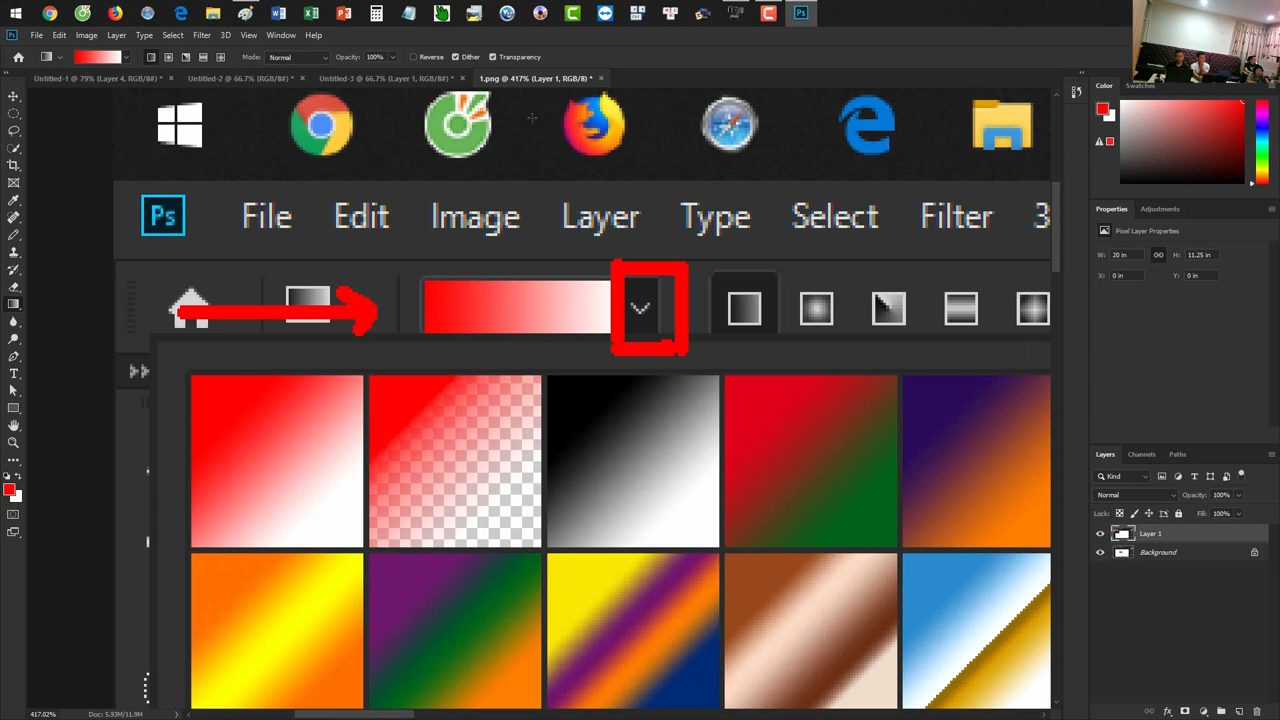 File Edit Image Layer Type Select Filter 3D View Window Help
Mode: Normal Opacity: 100% Reverse Dither Transparency
Untitled-1 @ 79% (Layer 4, RGB/8#) * Untitled-2 @ 66.7% (RGB/8#) * Untitled-3 @ 66.7% (Layer 1, RGB/8#) * 1.png @ 417% (Layer 1, RGB/8) *
Color Swatches
Ps File Edit Image Layer Type Select Filter 3
Properties Adjustments
Pixel Layer Properties
W: 20 in H: 11.25 in
X: 0 in Y: 0 in
Layers Channels Paths
Kind
Normal Opacity: 100%
Lock: Fill: 100%
Layer 1
Background
417.02% Doc: 5.93M/11.9M